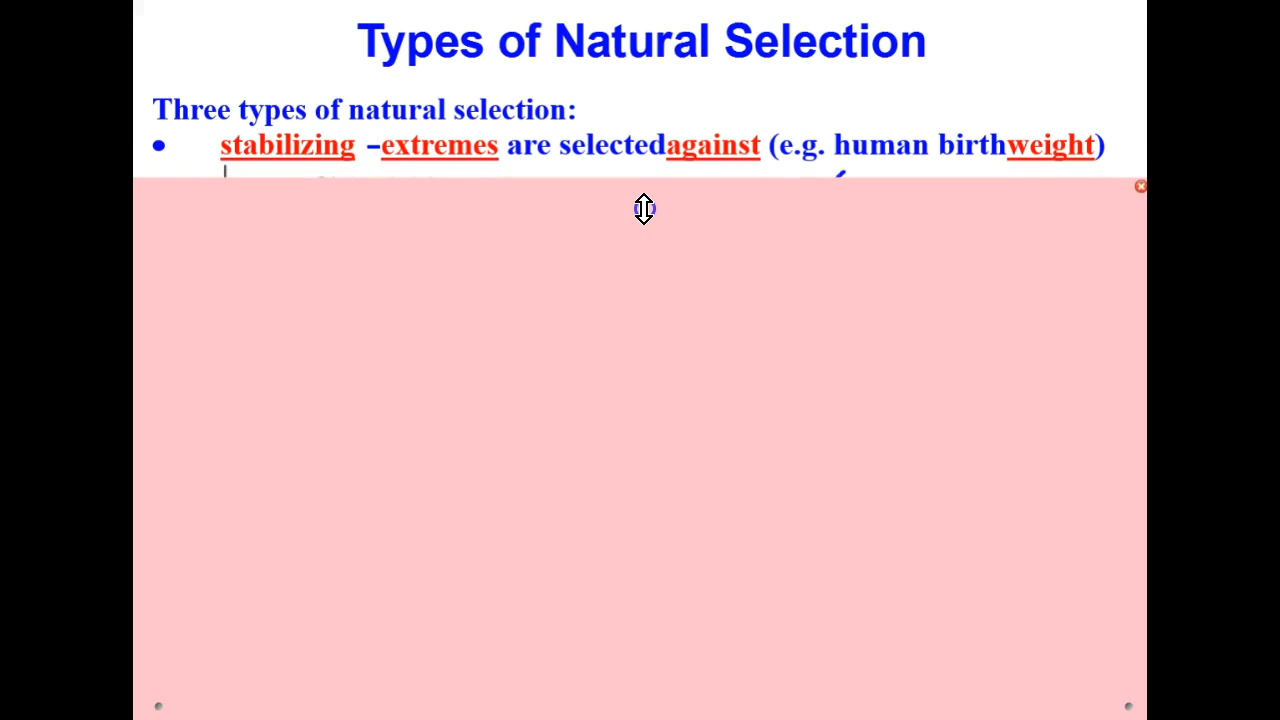 Types of Natural Selection
Three types of natural selection:
• stabilizing –extremes are selectedagainst (e.g. human birthweight)